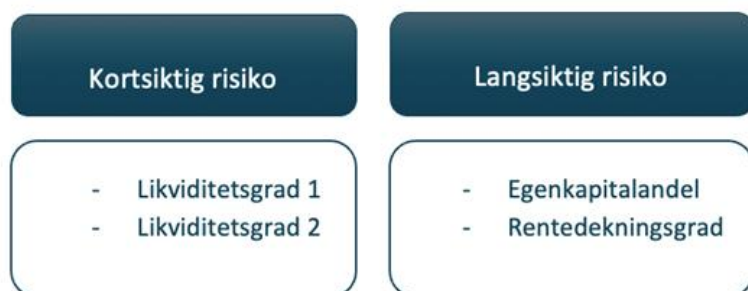 Kortsiktig risiko
- Likviditetsgrad 1
- Likviditetsgrad 2
Langsiktig risiko
- Egenkapitalandel
- Rentedekningsgrad